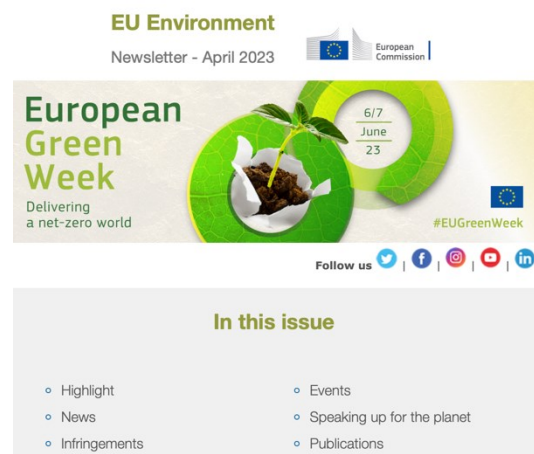 EU Environment
Newsletter - April 2023
European
Commission
European
Green
Week
Delivering
a net-zero world
6/7
June
23
#EUGreenWeek
Follow us
In this issue
Highlight
News
Infringements
Events
Speaking up for the planet
Publications